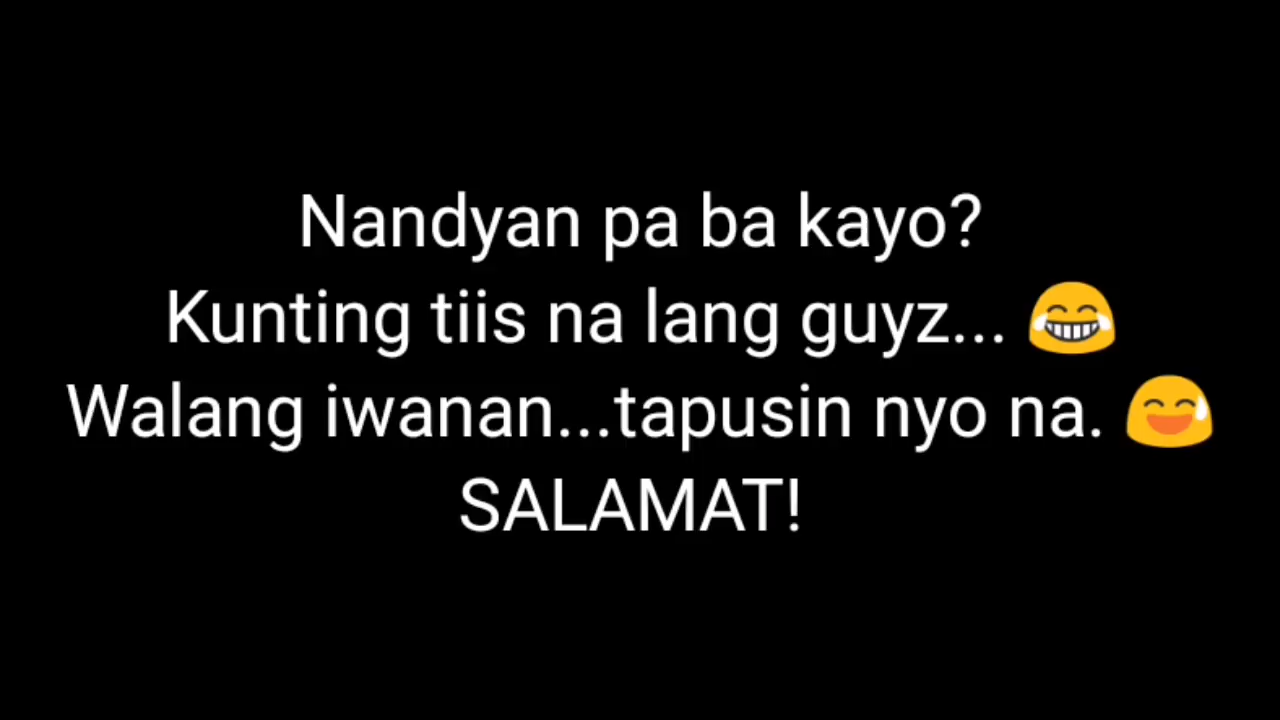 Nandyan pa ba kayo?
Kunting tiis na lang guyz... 😂
Walang iwanan...tapusin nyo na. 😅
SALAMAT!